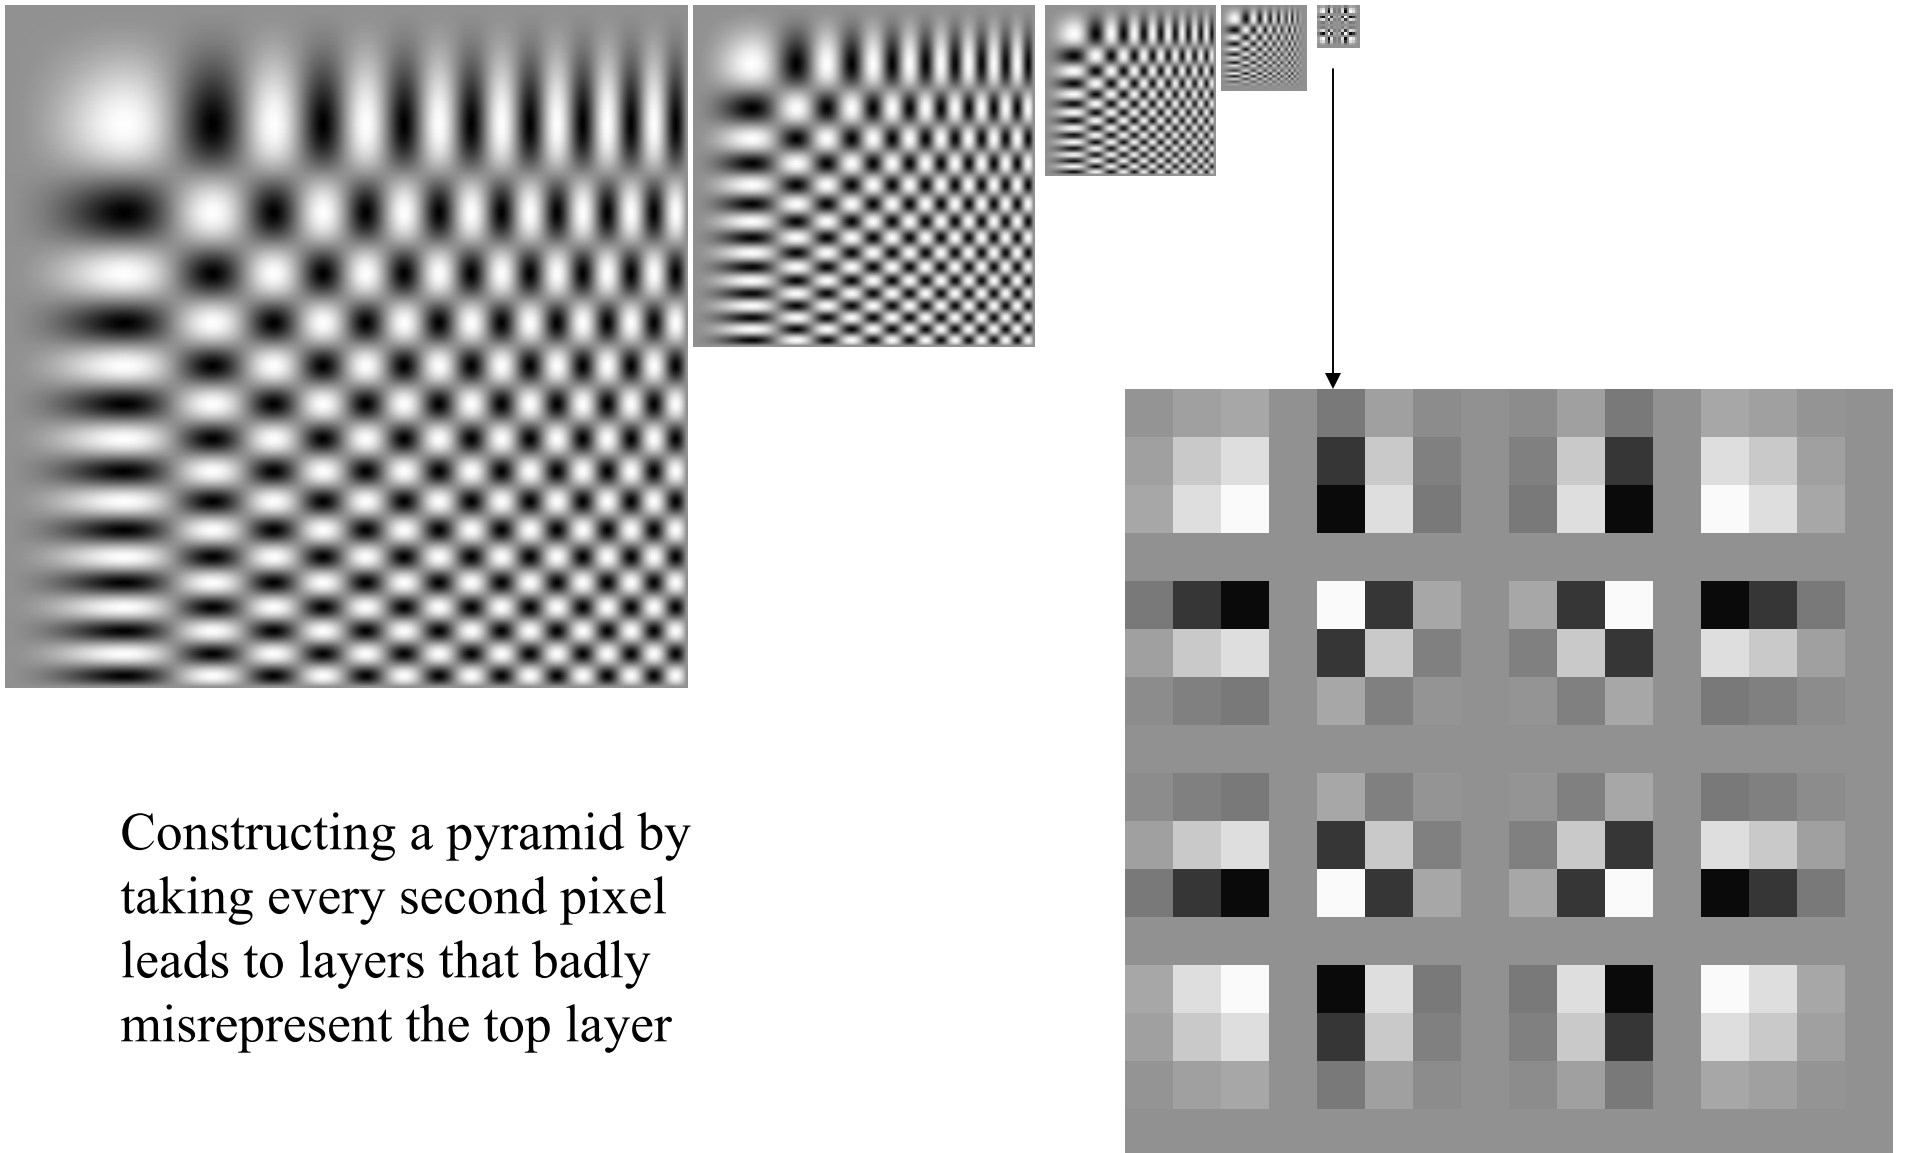 Constructing a pyramid by
taking every second pixel
leads to layers that badly
misrepresent the top layer